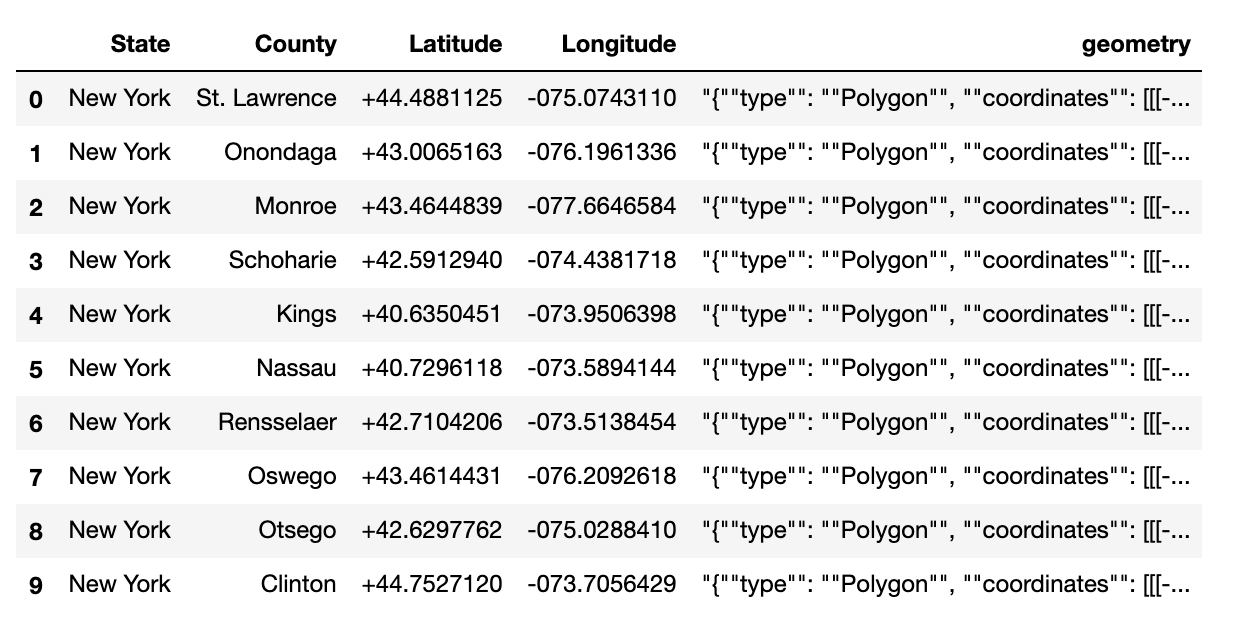 State County Latitude Longitude geometry
0 New York St. Lawrence +44.4881125 -075.0743110 "{""type"": ""Polygon"", ""coordinates"": [[[-...
1 New York Onondaga +43.0065163 -076.1961336 "{""type"": ""Polygon"", ""coordinates"": [[[-...
2 New York Monroe +43.4644839 -077.6646584 "{""type"": ""Polygon"", ""coordinates"": [[[-...
3 New York Schoharie +42.5912940 -074.4381718 "{""type"": ""Polygon"", ""coordinates"": [[[-...
4 New York Kings +40.6350451 -073.9506398 "{""type"": ""Polygon"", ""coordinates"": [[[-...
5 New York Nassau +40.7296118 -073.5894144 "{""type"": ""Polygon"", ""coordinates"": [[[-...
6 New York Rensselaer +42.7104206 -073.5138454 "{""type"": ""Polygon"", ""coordinates"": [[[-...
7 New York Oswego +43.4614431 -076.2092618 "{""type"": ""Polygon"", ""coordinates"": [[[-...
8 New York Otsego +42.6297762 -075.0288410 "{""type"": ""Polygon"", ""coordinates"": [[[-...
9 New York Clinton +44.7527120 -073.7056429 "{""type"": ""Polygon"", ""coordinates"": [[[-...